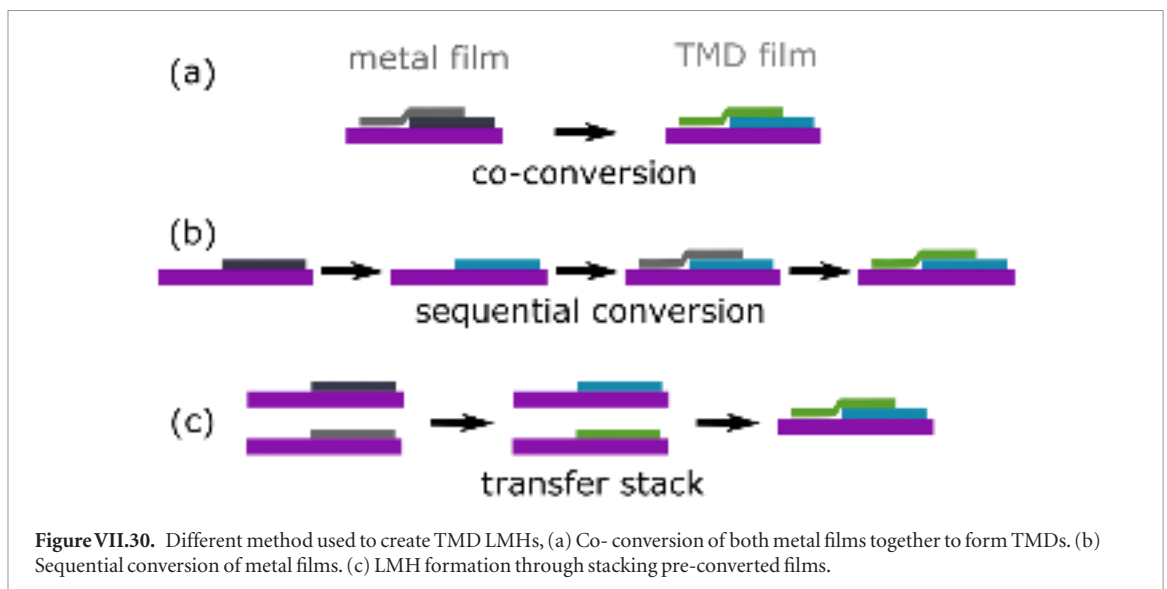 metal film TMD film
(a)
co-conversion
(b)
sequential conversion
(c)
transfer stack
Figure VII.30. Different method used to create TMD LMHs, (a) Co- conversion of both metal films together to form TMDs. (b)
Sequential conversion of metal films. (c) LMH formation through stacking pre-converted films.